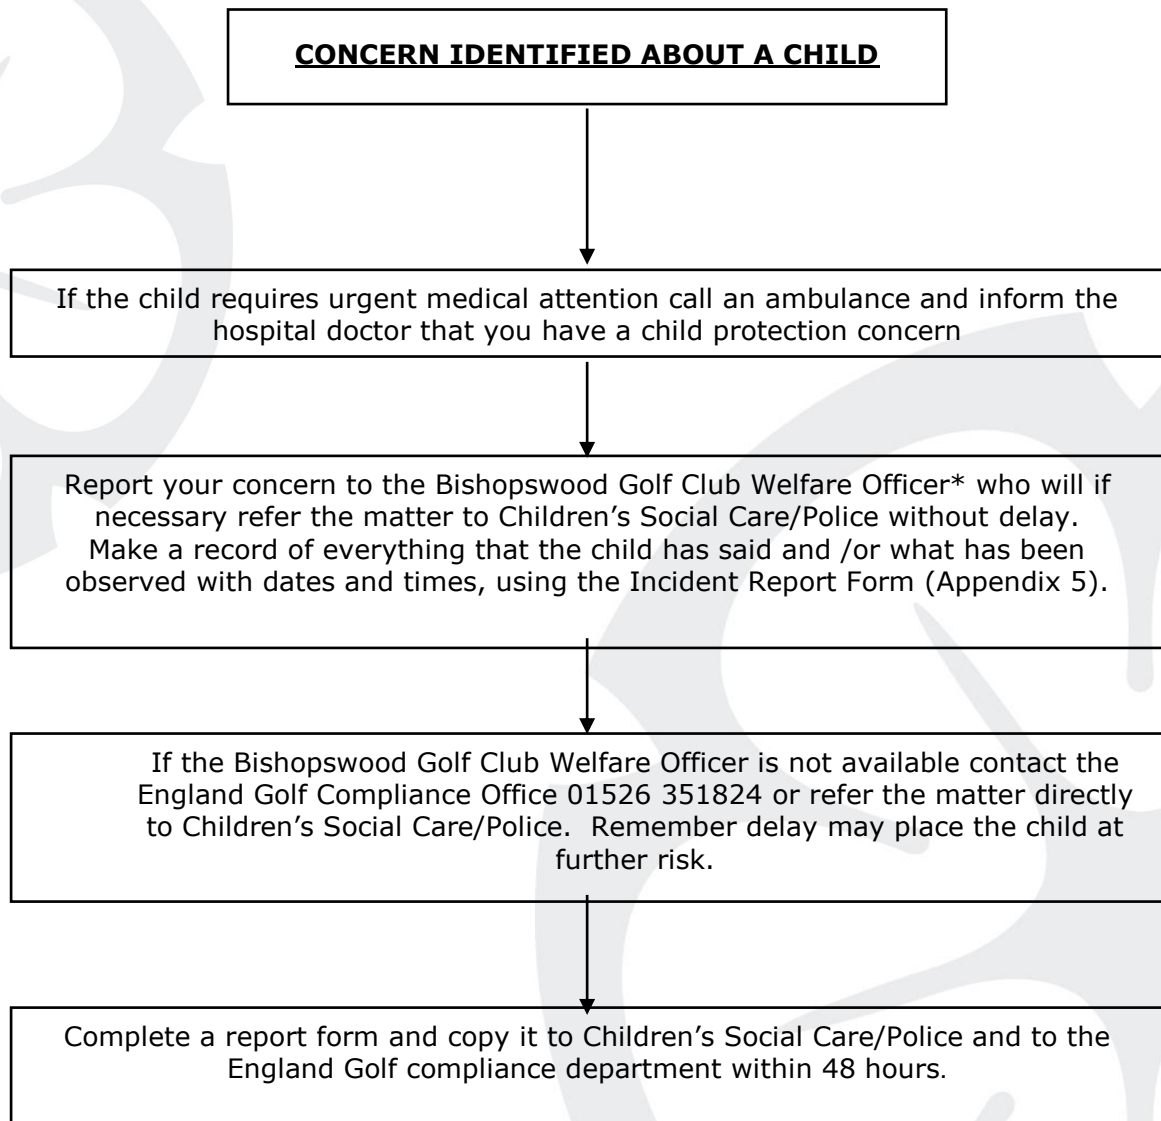 CONCERN IDENTIFIED ABOUT A CHILD
If the child requires urgent medical attention call an ambulance and inform the
hospital doctor that you have a child protection concern
Report your concern to the Bishopswood Golf Club Welfare Officer* who will if
necessary refer the matter to Children’s Social Care/Police without delay.
Make a record of everything that the child has said and /or what has been
observed with dates and times, using the Incident Report Form (Appendix 5).
If the Bishopswood Golf Club Welfare Officer is not available contact the
England Golf Compliance Office 01526 351824 or refer the matter directly
to Children’s Social Care/Police.  Remember delay may place the child at
further risk.
Complete a report form and copy it to Children’s Social Care/Police and to the
England Golf compliance department within 48 hours.